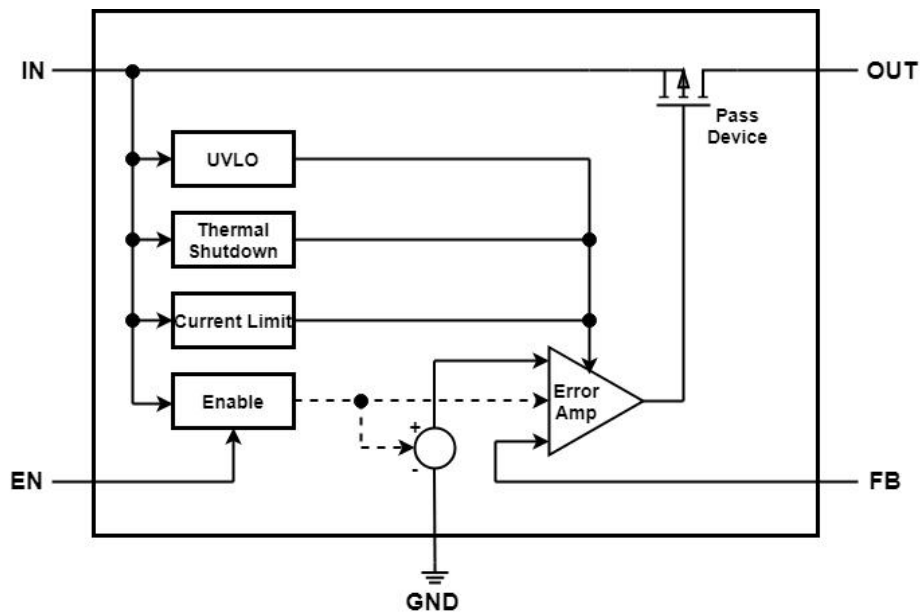 IN
OUT
Pass
Device
UVLO
Thermal
Shutdown
Current Limit
Enable
Error
Amp
+
-
EN
FB
GND